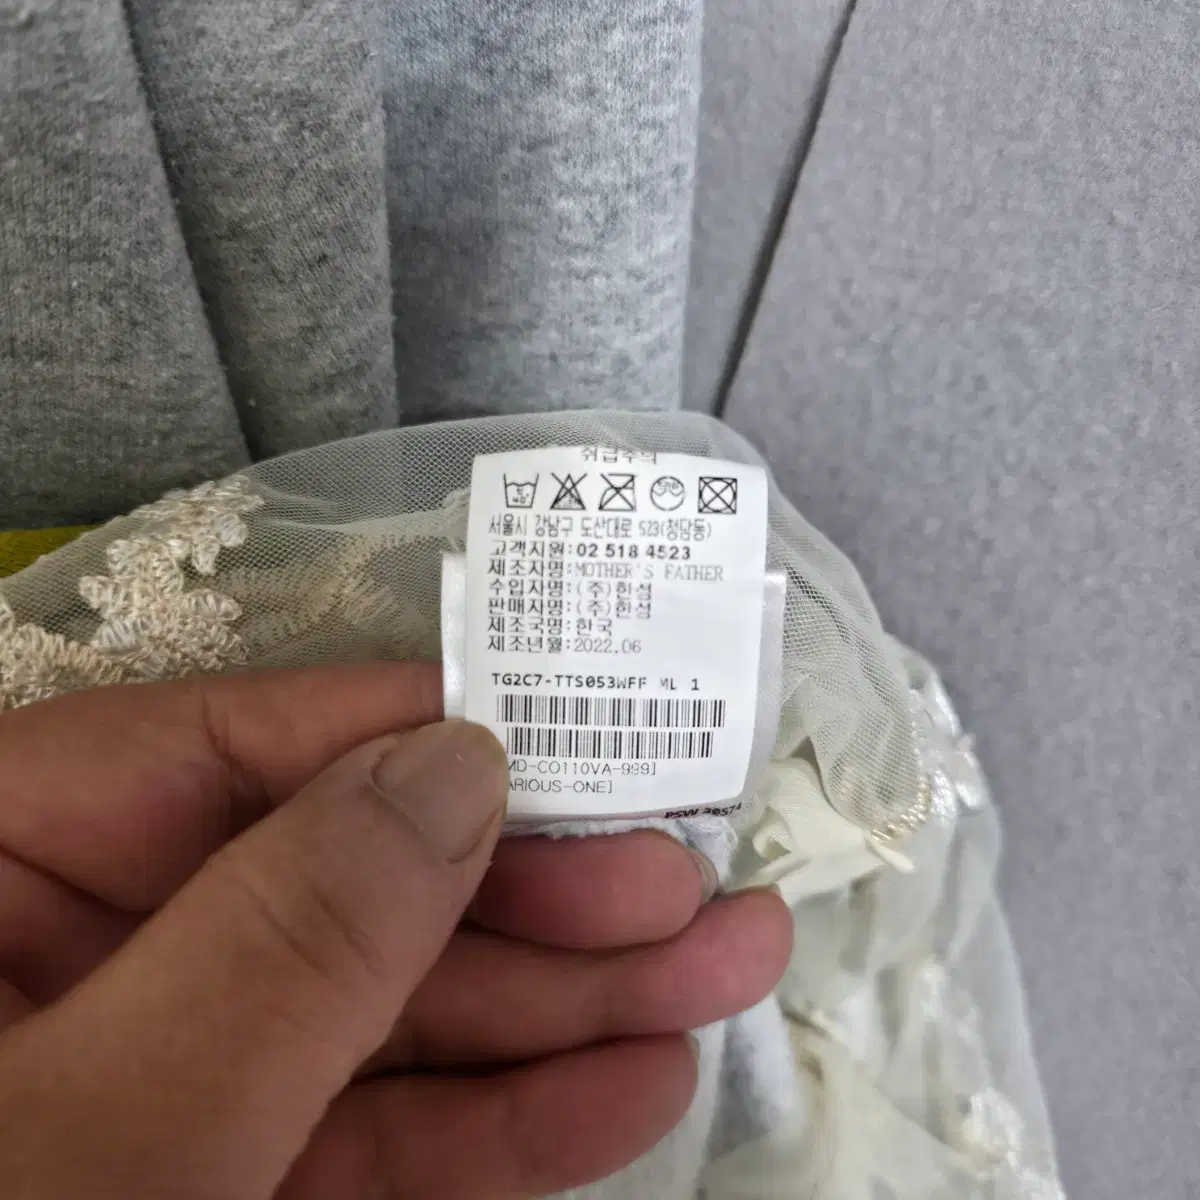 취급주의
서울시 강남구 도산대로 523(청담동)
고객지원:02 518 4523
제조자명:MOTHER'S FATHER
수입자명:(주)한성
판매자명:(주)한성
제조국명:한국
제조년월:2022.06
TG2C7-TTS053WFF ML 1
MD-CO110VA-999]
ARIOUS-ONE]